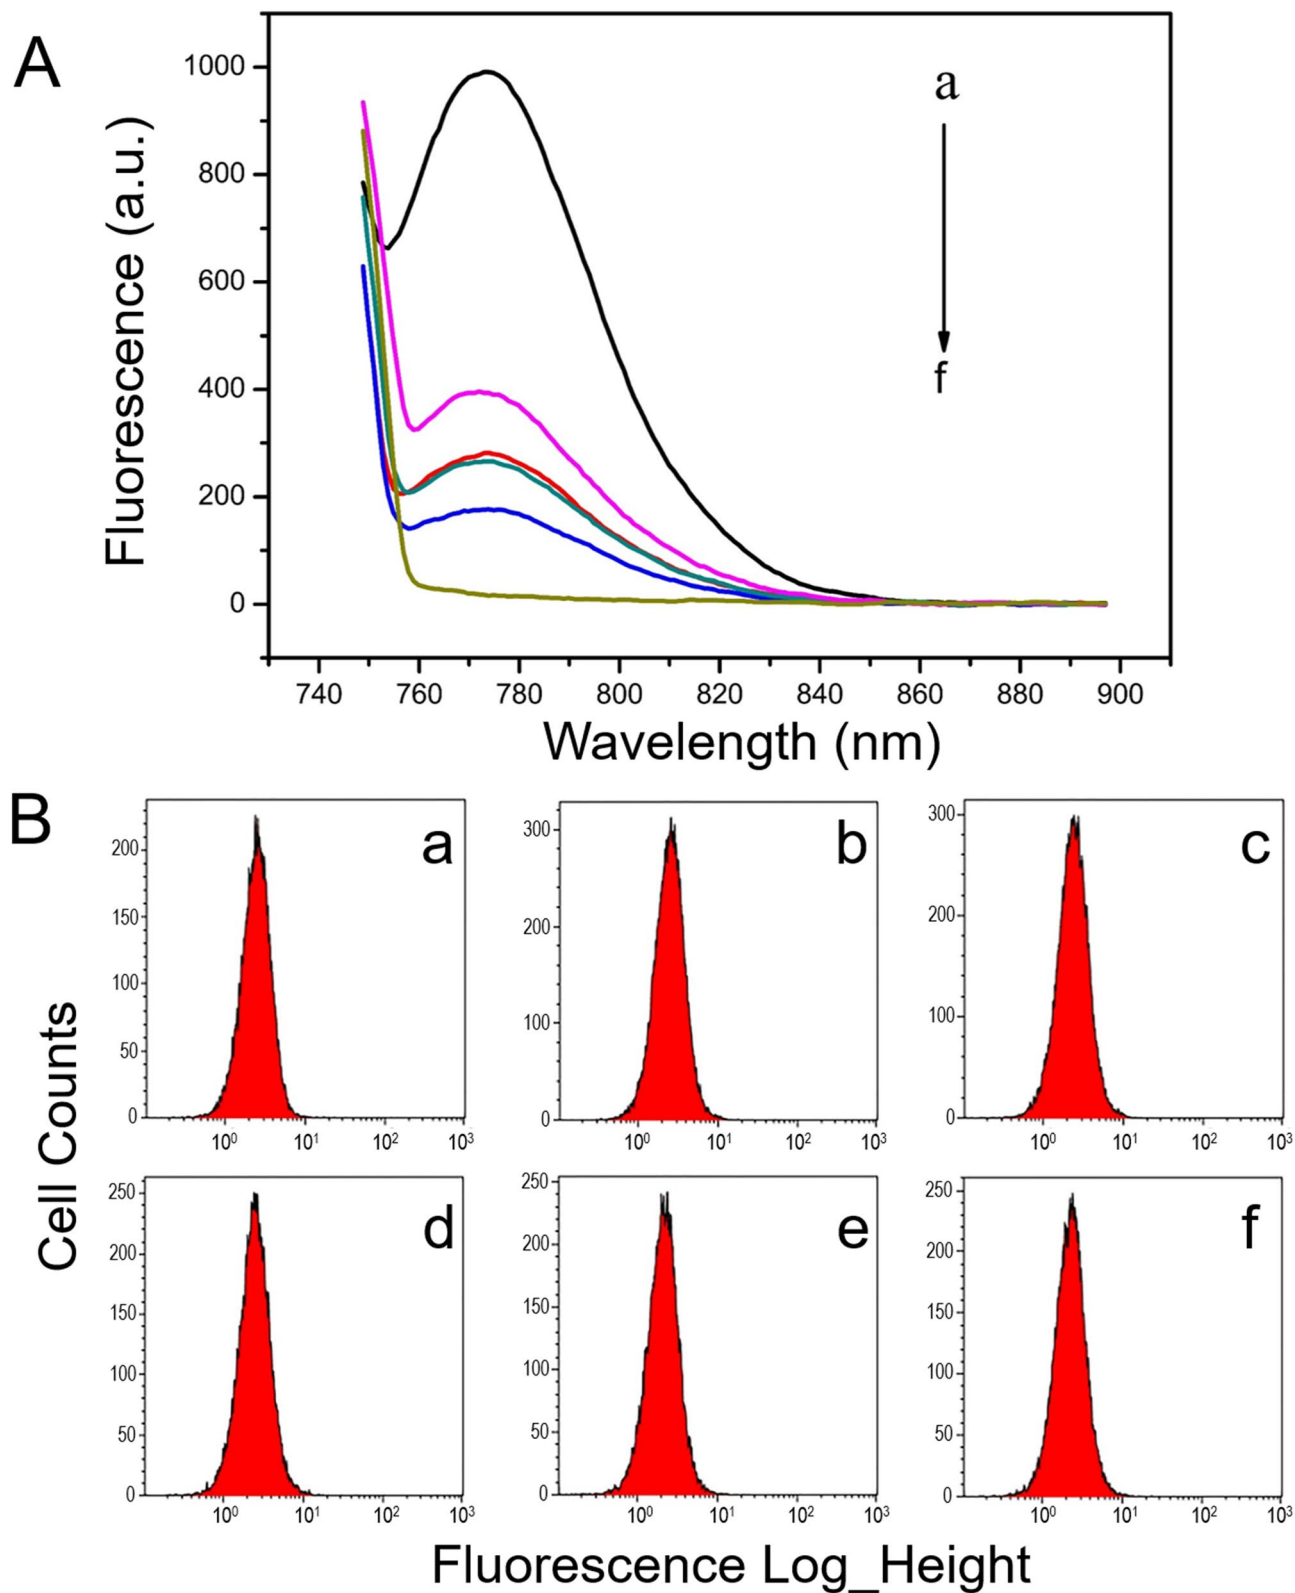 A
Fluorescence (a.u.)
1000
800
600
400
200
0
a
f
740 760 780 800 820 840 860 880 900
Wavelength (nm)
B
Cell Counts
a
200
150
100
50
0
10⁰ 10¹ 10² 10³
b
300
200
100
0
10⁰ 10¹ 10² 10³
c
300
200
100
0
10⁰ 10¹ 10² 10³
d
250
200
150
100
50
0
10⁰ 10¹ 10² 10³
e
250
200
150
100
50
0
10⁰ 10¹ 10² 10³
f
250
200
150
100
50
0
10⁰ 10¹ 10² 10³
Fluorescence Log_Height